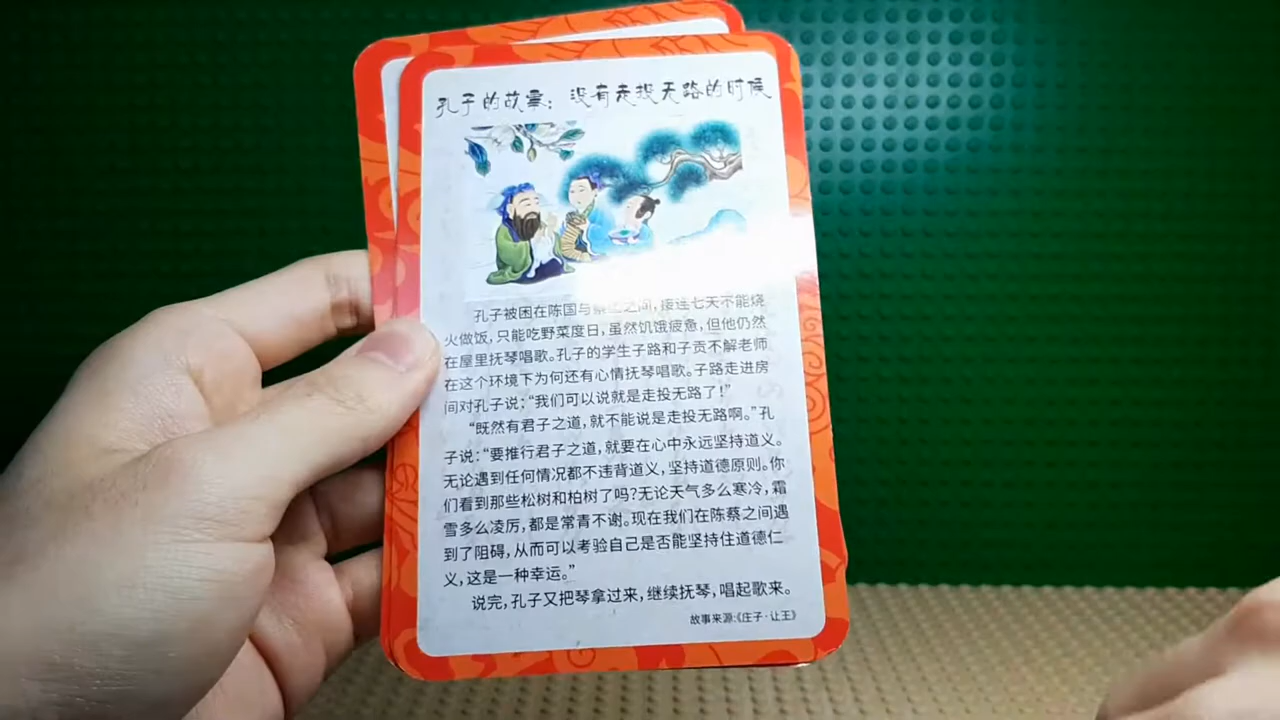 孔子的故事：没有走投无路的时候
孔子被困在陈国与蔡国之间，接连七天不能烧
火做饭，只能吃野菜度日，虽然饥饿疲惫，但他仍然
在屋里抚琴唱歌。孔子的学生子路和子贡不解老师
在这个环境下为何还有心情抚琴唱歌。子路走进房
间对孔子说：“我们可以说就是走投无路了！”
“既然有君子之道，就不能说是走投无路啊。”孔
子说：“要推行君子之道，就要在心中永远坚持道义。
无论遇到任何情况都不违背道义，坚持道德原则。你
们看到那些松树和柏树了吗？无论天气多么寒冷，霜
雪多么凌厉，都是常青不谢。现在我们在陈蔡之间遇
到了阻碍，从而可以考验自己是否能坚持住道德仁
义，这是一种幸运。”
说完，孔子又把琴拿过来，继续抚琴，唱起歌来。
故事来源：《庄子·让王》